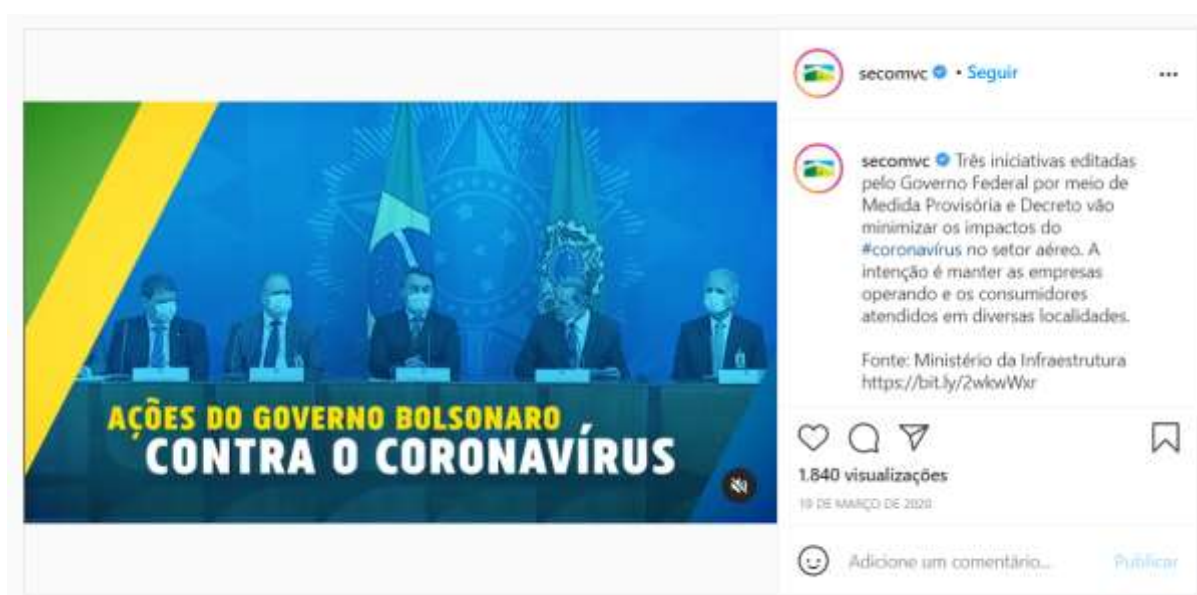 secomvc • Seguir
secomvc Três iniciativas editadas
pelo Governo Federal por meio de
Medida Provisória e Decreto vão
minimizar os impactos do
#coronavírus no setor aéreo. A
intenção é manter as empresas
operando e os consumidores
atendidos em diversas localidades.
Fonte: Ministério da Infraestrutura
https://bit.ly/2wkwWxr
AÇÕES DO GOVERNO BOLSONARO
CONTRA O CORONAVÍRUS
1.840 visualizações
19 DE MARÇO DE 2020
Adicione um comentário... Publicar